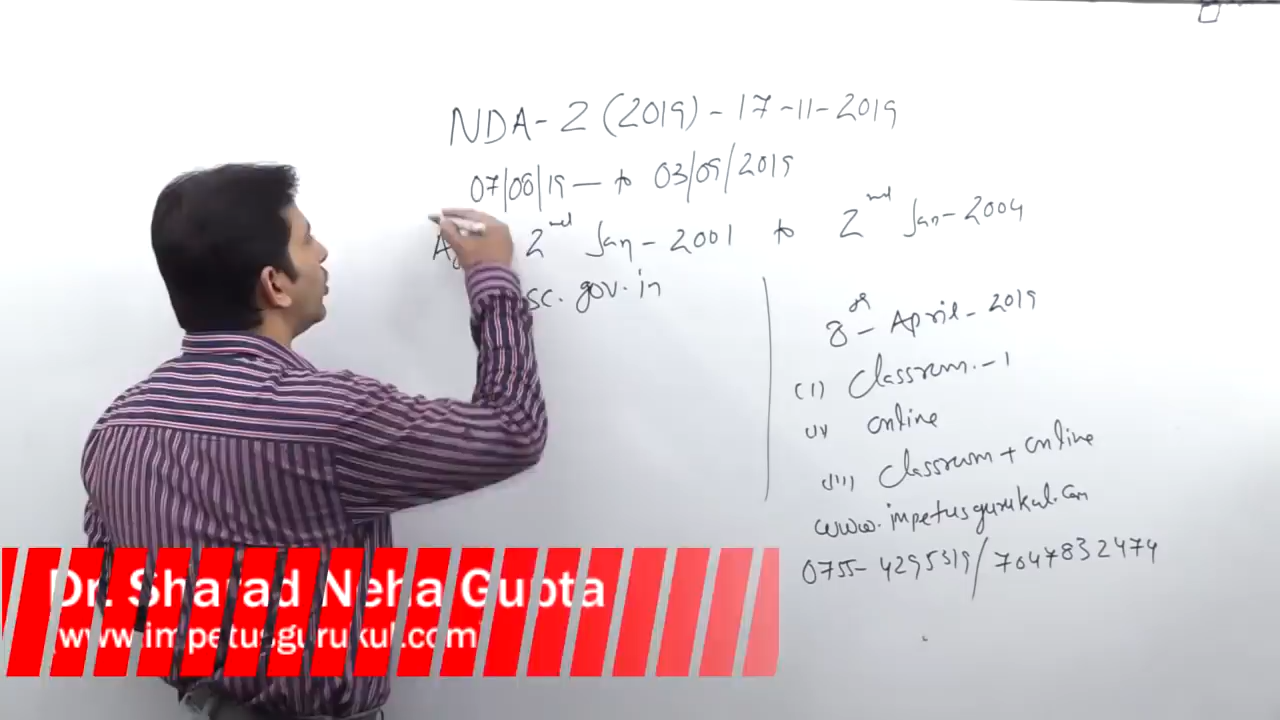 NDA- 2 (2019) - 17-11-2019
07/08/19 — to 03/09/2019
2nd Jan - 2001 to 2nd Jan - 2004
sc.gov.in
8th - April - 2019
(i) Classroom - 1
(ii) online
(iii) Classroom + online
www.impetusgurukul.com
0755- 4295319/7047832474
Dr. Sharad Neha Gupta
www.impetusgurukul.com